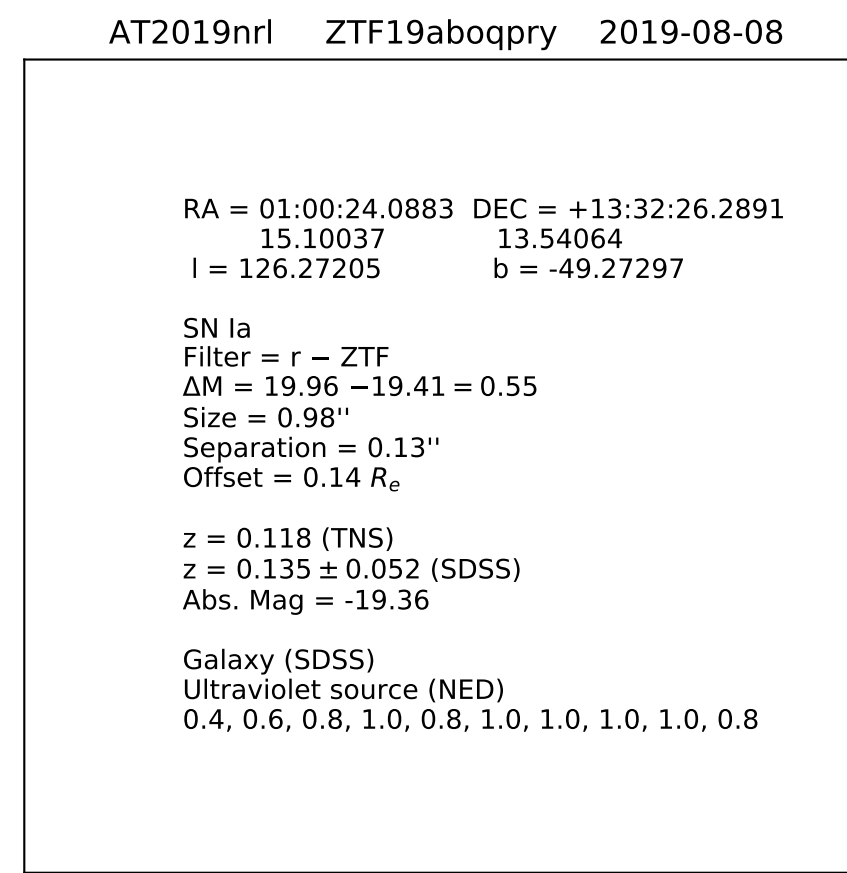 AT2019nrl ZTF19aboqpry 2019-08-08
RA = 01:00:24.0883 DEC = +13:32:26.2891
15.10037 13.54064
l = 126.27205 b = -49.27297
SN Ia
Filter = r − ZTF
ΔM = 19.96 −19.41 = 0.55
Size = 0.98''
Separation = 0.13''
Offset = 0.14 Rₑ
z = 0.118 (TNS)
z = 0.135 ± 0.052 (SDSS)
Abs. Mag = -19.36
Galaxy (SDSS)
Ultraviolet source (NED)
0.4, 0.6, 0.8, 1.0, 0.8, 1.0, 1.0, 1.0, 1.0, 0.8